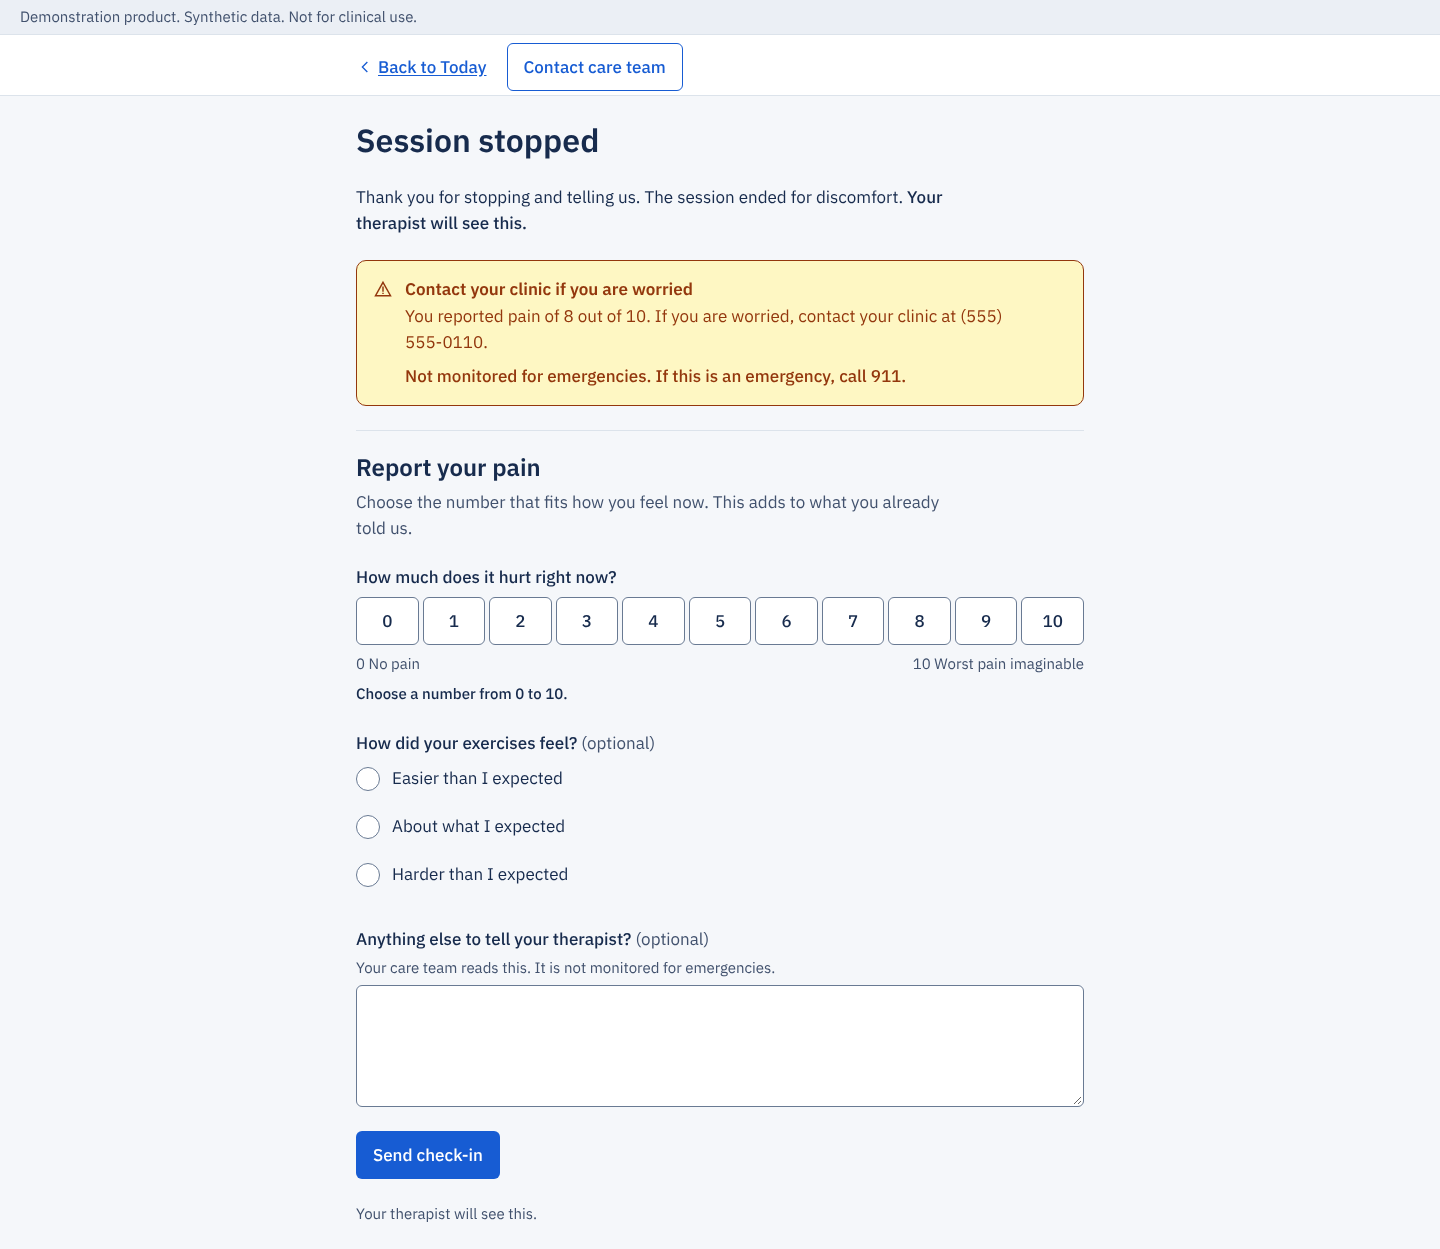 Demonstration product. Synthetic data. Not for clinical use.
Back to Today
Contact care team
Session stopped
Thank you for stopping and telling us. The session ended for discomfort. Your
therapist will see this.
Contact your clinic if you are worried
You reported pain of 8 out of 10. If you are worried, contact your clinic at (555)
555-0110.
Not monitored for emergencies. If this is an emergency, call 911.
Report your pain
Choose the number that fits how you feel now. This adds to what you already
told us.
How much does it hurt right now?
0 1 2 3 4 5 6 7 8 9 10
0 No pain 10 Worst pain imaginable
Choose a number from 0 to 10.
How did your exercises feel? (optional)
Easier than I expected
About what I expected
Harder than I expected
Anything else to tell your therapist? (optional)
Your care team reads this. It is not monitored for emergencies.
Send check-in
Your therapist will see this.